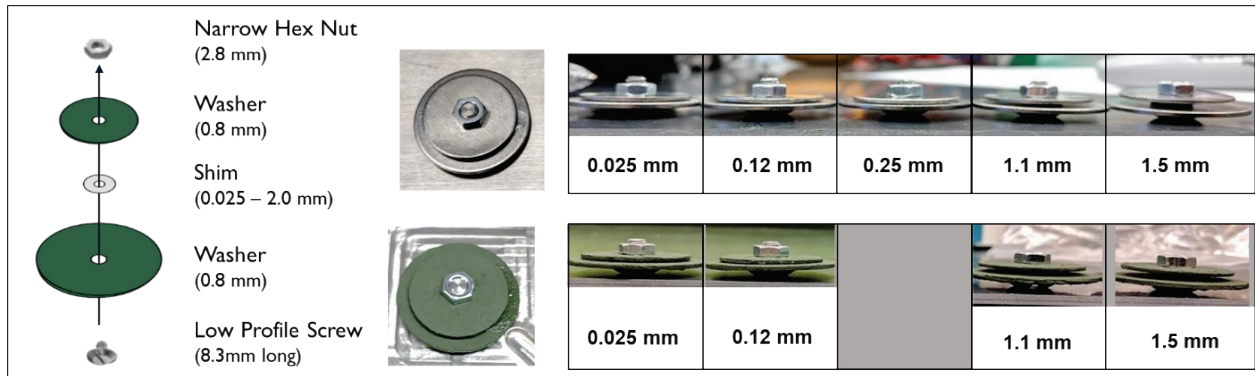 Narrow Hex Nut
(2.8 mm)
Washer
(0.8 mm)
Shim
(0.025 – 2.0 mm)
Washer
(0.8 mm)
Low Profile Screw
(8.3mm long)
0.025 mm
0.12 mm
0.25 mm
1.1 mm
1.5 mm
0.025 mm
0.12 mm
1.1 mm
1.5 mm